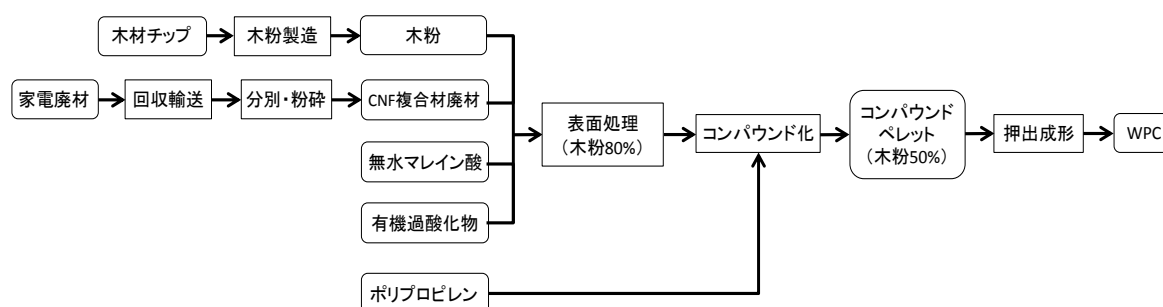 木材チップ
木粉製造
木粉
家電廃材
回収輸送
分別・粉砕
CNF複合材廃材
無水マレイン酸
有機過酸化物
ポリプロピレン
表面処理
（木粉80%）
コンパウンド化
コンパウンド
ペレット
（木粉50%）
押出成形
WPC